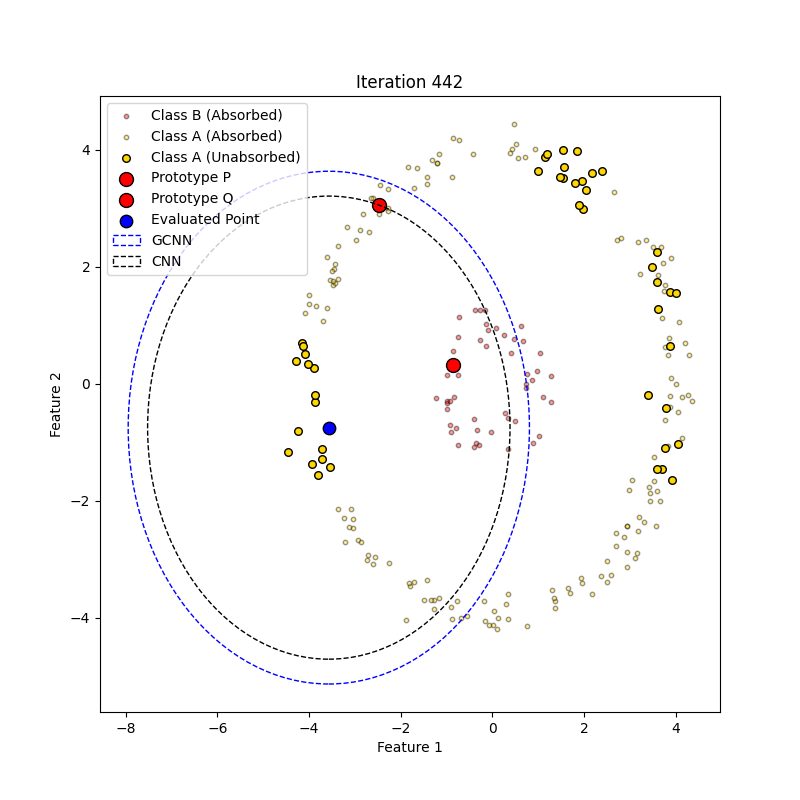 Iteration 442
Class B (Absorbed)
Class A (Absorbed)
Class A (Unabsorbed)
Prototype P
Prototype Q
Evaluated Point
GCNN
CNN
4
2
0
−2
−4
Feature 2
−8
−6
−4
−2
0
2
4
Feature 1